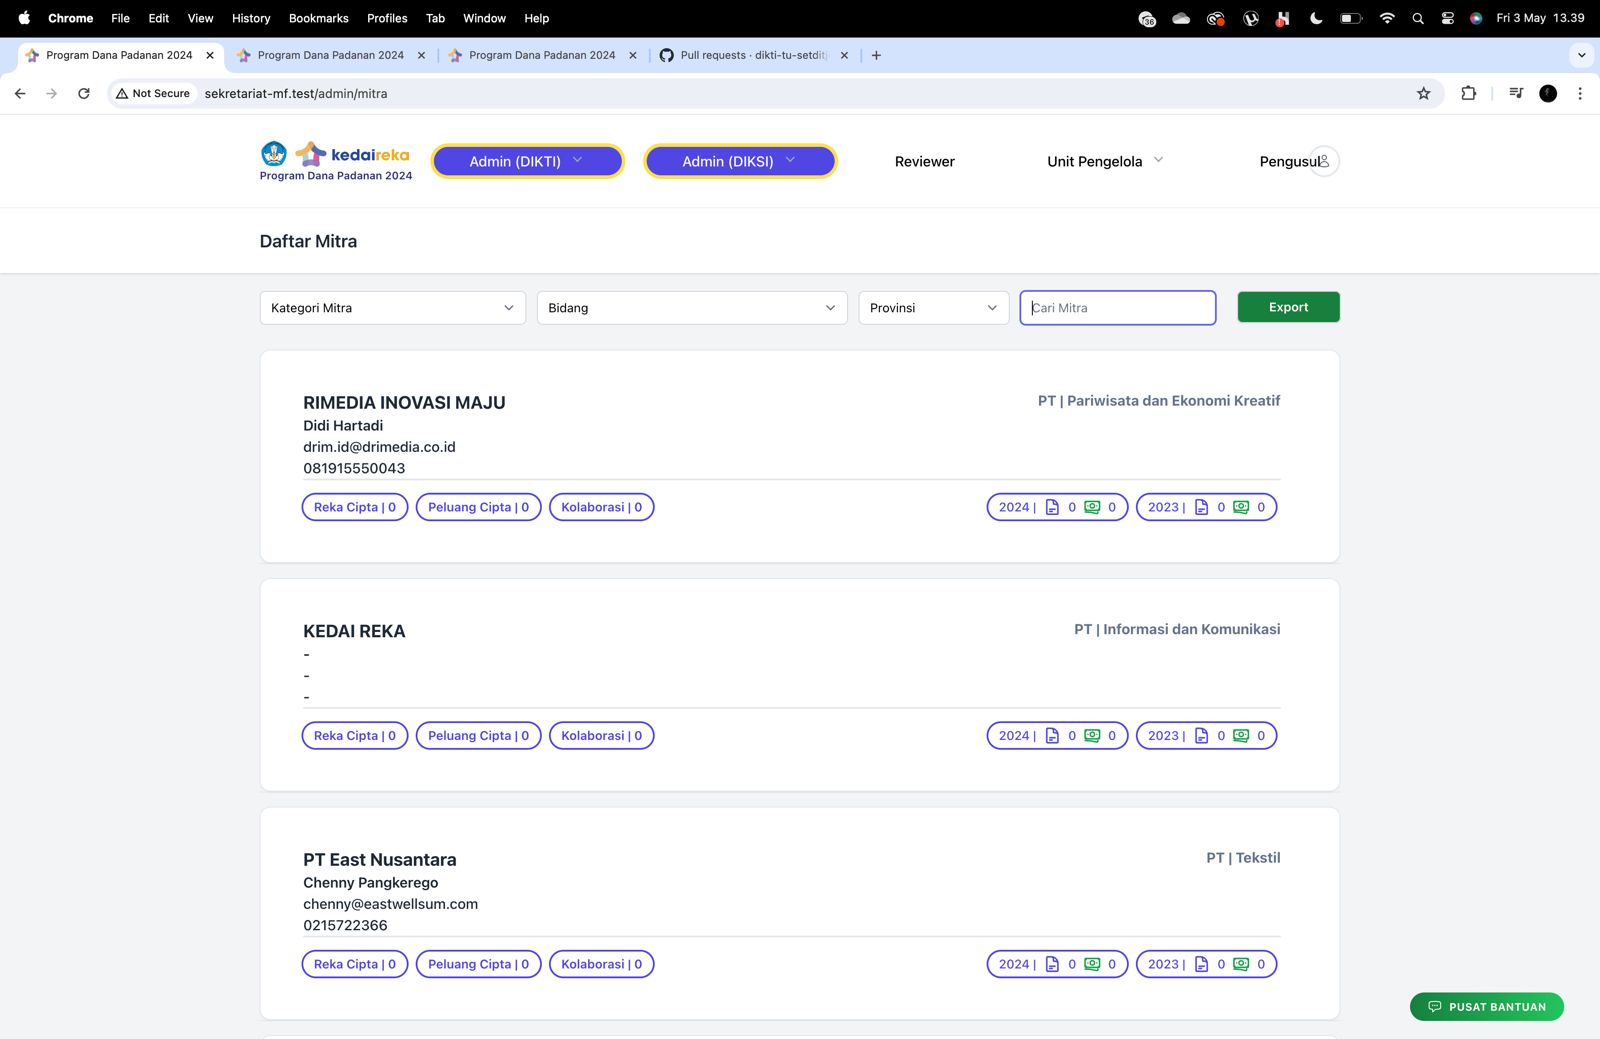 Chrome File Edit View History Bookmarks Profiles Tab Window Help 36 Fri 3 May 13.39
Program Dana Padanan 2024 Program Dana Padanan 2024 Program Dana Padanan 2024 Pull requests · dikti-tu-setditj
Not Secure sekretariat-mf.test/admin/mitra
kedaireka
Program Dana Padanan 2024
Admin (DIKTI) Admin (DIKSI) Reviewer Unit Pengelola Pengusul
Daftar Mitra
Kategori Mitra Bidang Provinsi Cari Mitra Export
RIMEDIA INOVASI MAJU PT | Pariwisata dan Ekonomi Kreatif
Didi Hartadi
drim.id@drimedia.co.id
081915550043
Reka Cipta | 0 Peluang Cipta | 0 Kolaborasi | 0 2024 | 0 0 2023 | 0 0
KEDAI REKA PT | Informasi dan Komunikasi
-
-
-
Reka Cipta | 0 Peluang Cipta | 0 Kolaborasi | 0 2024 | 0 0 2023 | 0 0
PT East Nusantara PT | Tekstil
Chenny Pangkerego
chenny@eastwellsum.com
0215722366
Reka Cipta | 0 Peluang Cipta | 0 Kolaborasi | 0 2024 | 0 0 2023 | 0 0
PUSAT BANTUAN